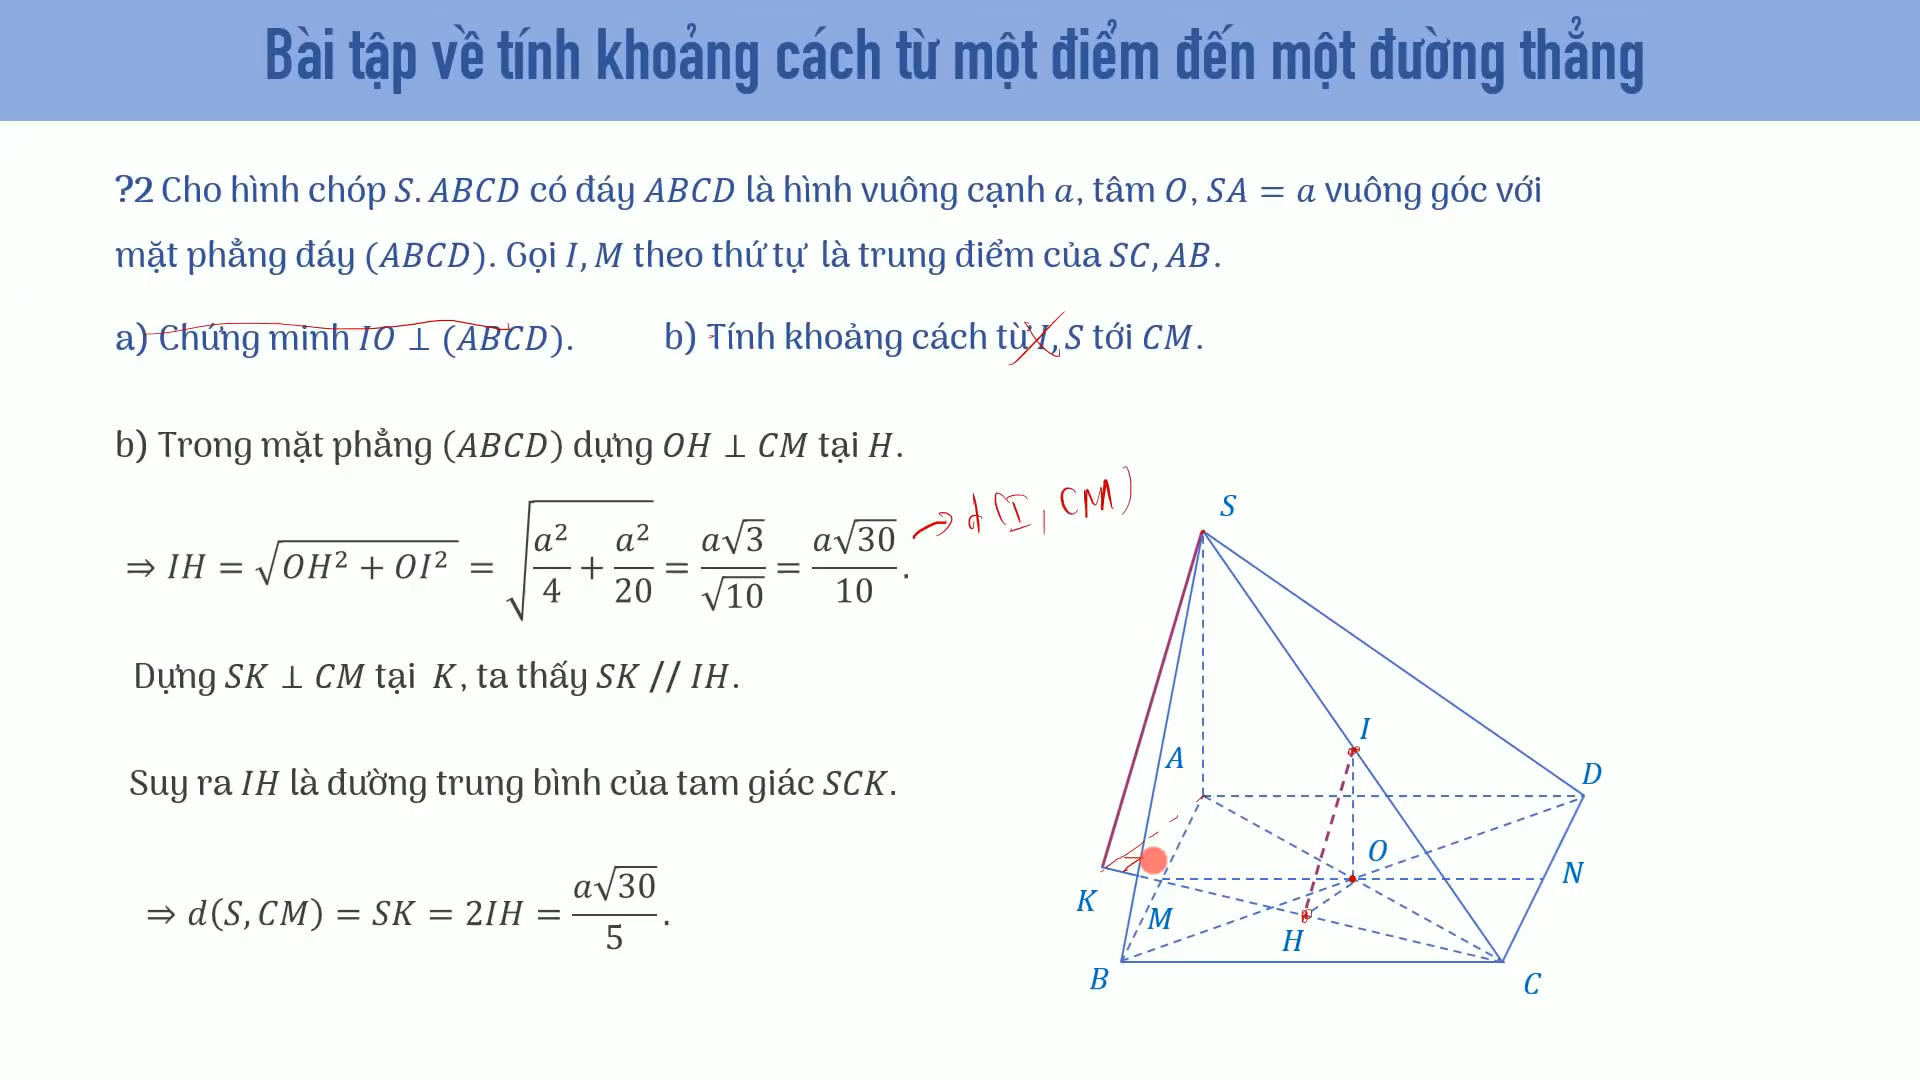 Bài tập về tính khoảng cách từ một điểm đến một đường thẳng
?2 Cho hình chóp S. ABCD có đáy ABCD là hình vuông cạnh a, tâm O, SA = a vuông góc với
mặt phẳng đáy (ABCD). Gọi I, M theo thứ tự là trung điểm của SC, AB.
a) Chứng minh IO ⊥ (ABCD). b) Tính khoảng cách từ I, S tới CM.
b) Trong mặt phẳng (ABCD) dựng OH ⊥ CM tại H.
⇒ IH = √(OH² + OI²) = √(a²/4 + a²/20) = a√3/√10 = a√30/10. → d(I, CM)
Dựng SK ⊥ CM tại K, ta thấy SK // IH.
Suy ra IH là đường trung bình của tam giác SCK.
⇒ d(S, CM) = SK = 2IH = a√30/5.
S
I
A
D
O
N
K
M
H
B
C